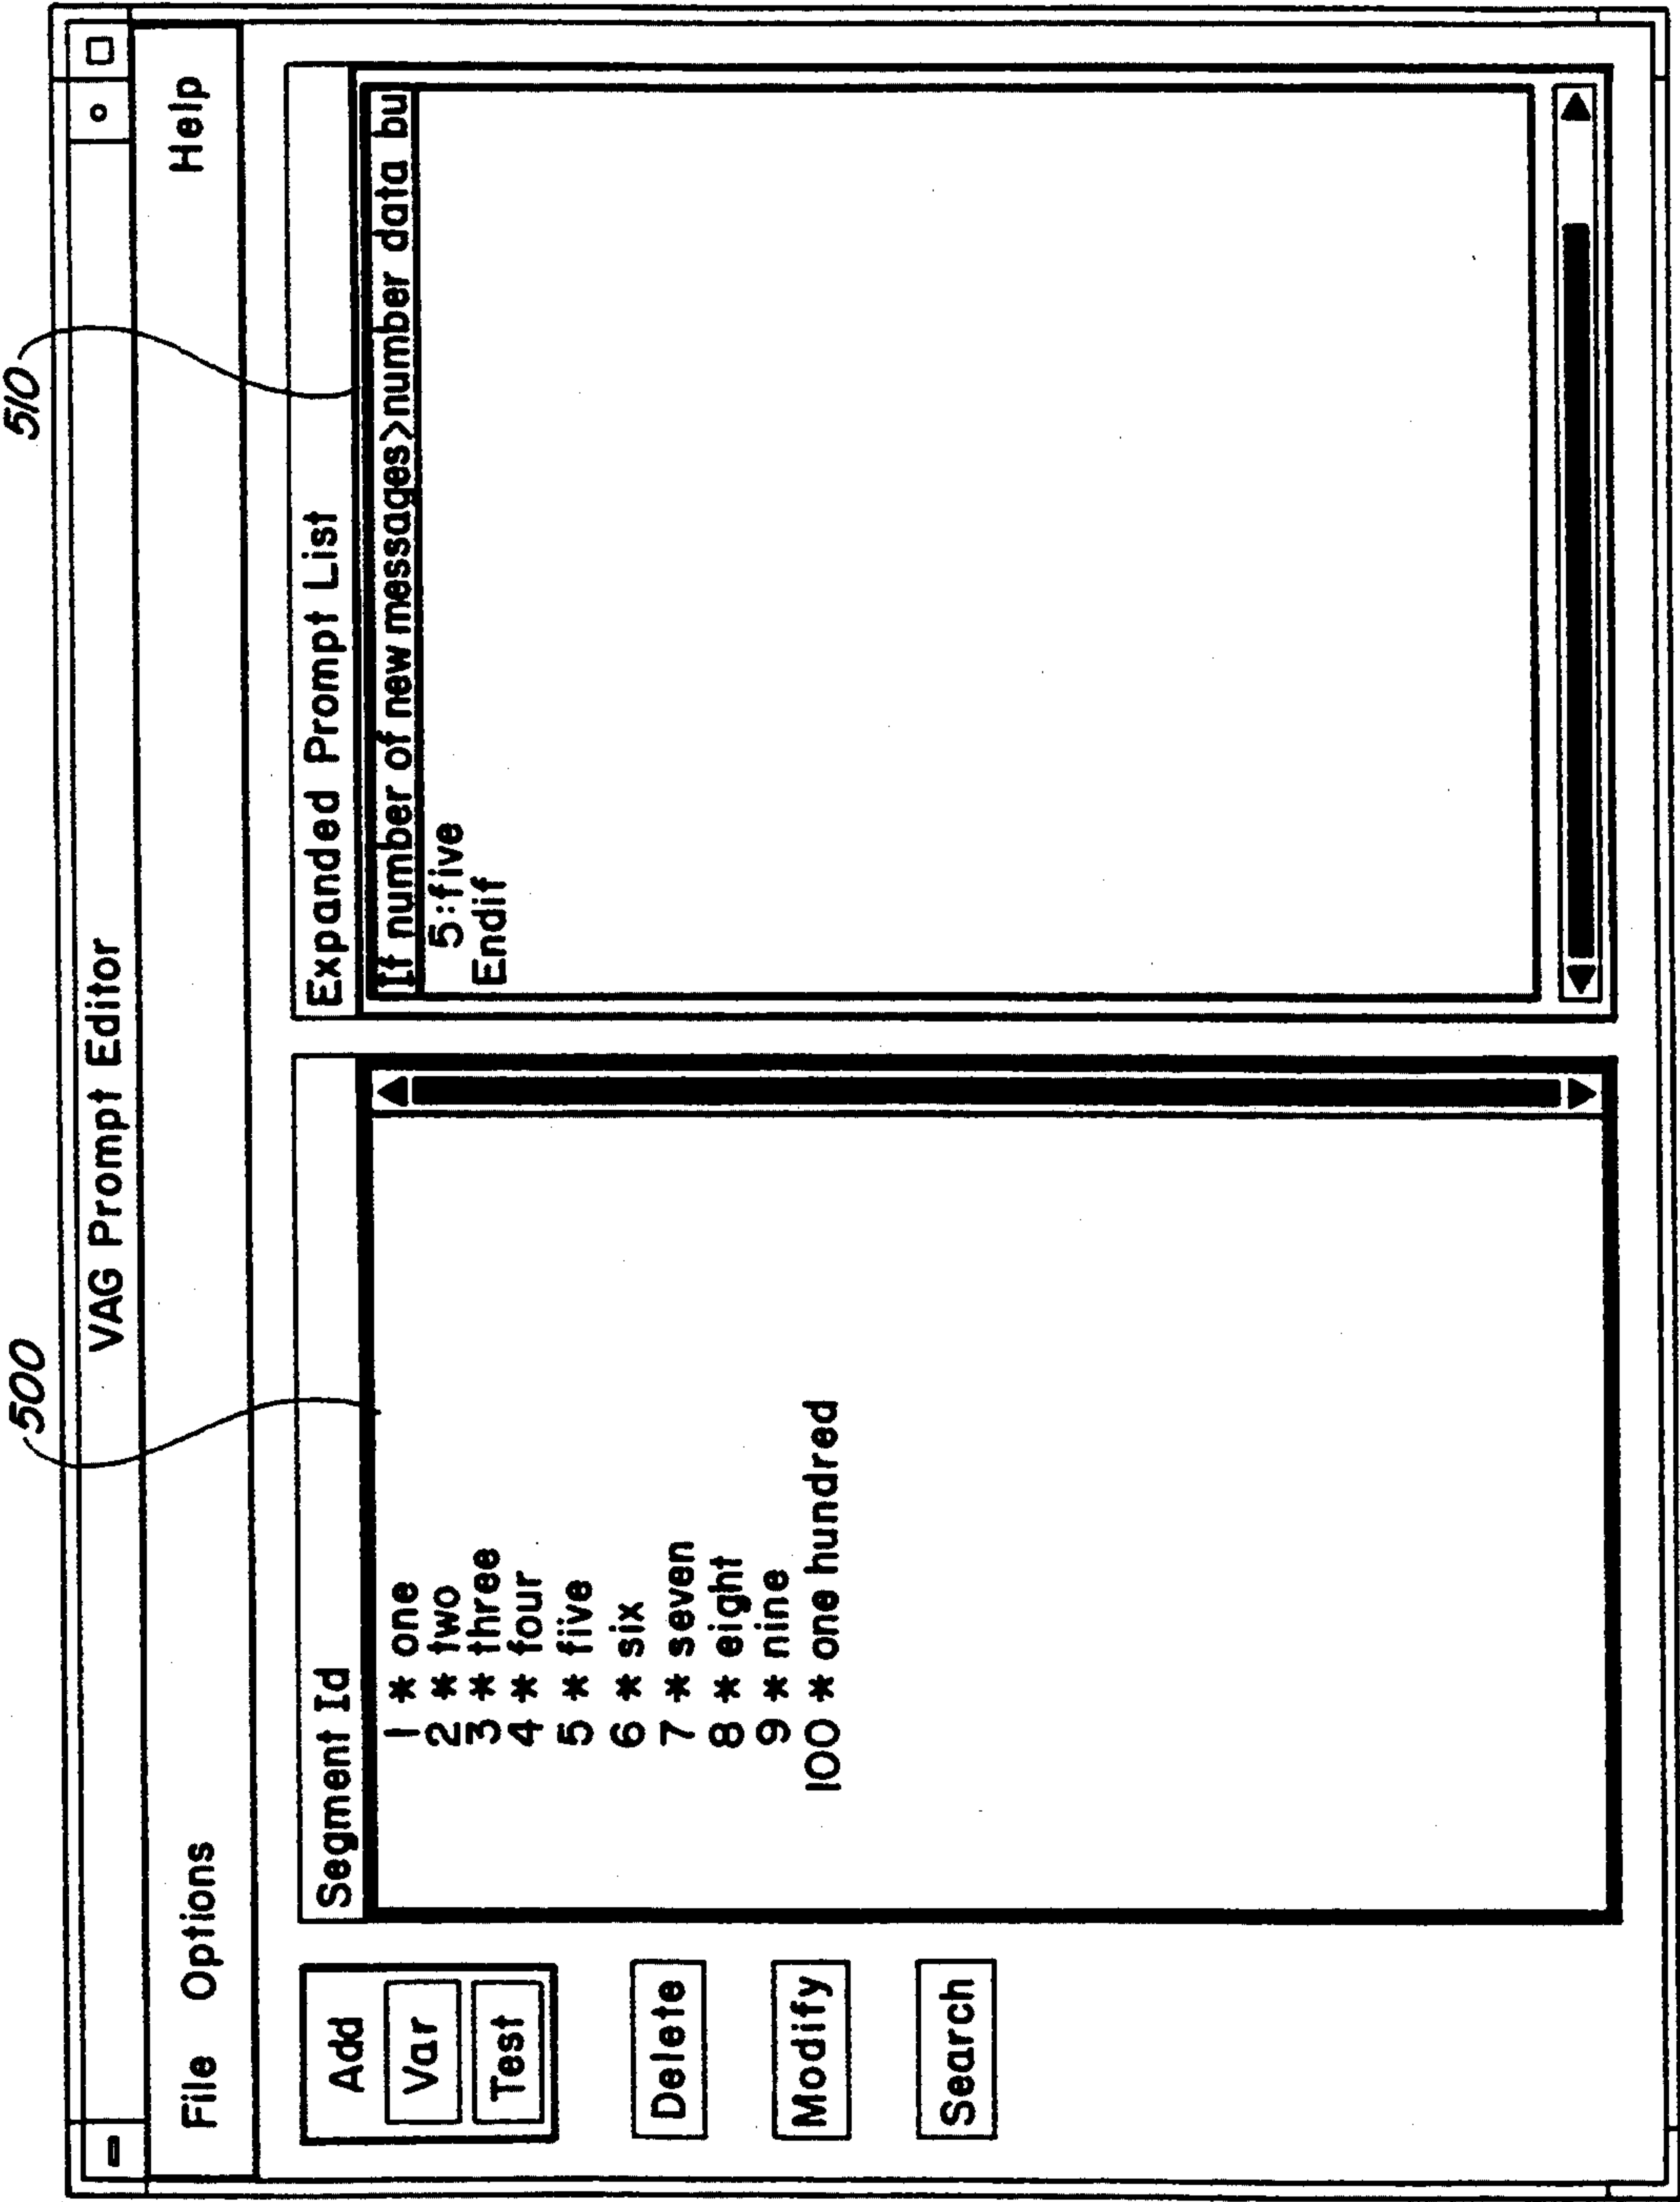 500
510
VAG Prompt Editor
File Options Help
Add
Var
Test
Delete
Modify
Search
Segment Id
1 * one
2 * two
3 * three
4 * four
5 * five
6 * six
7 * seven
8 * eight
9 * nine
100 * one hundred
Expanded Prompt List
If number of new messages>number data bu
5:five
Endif